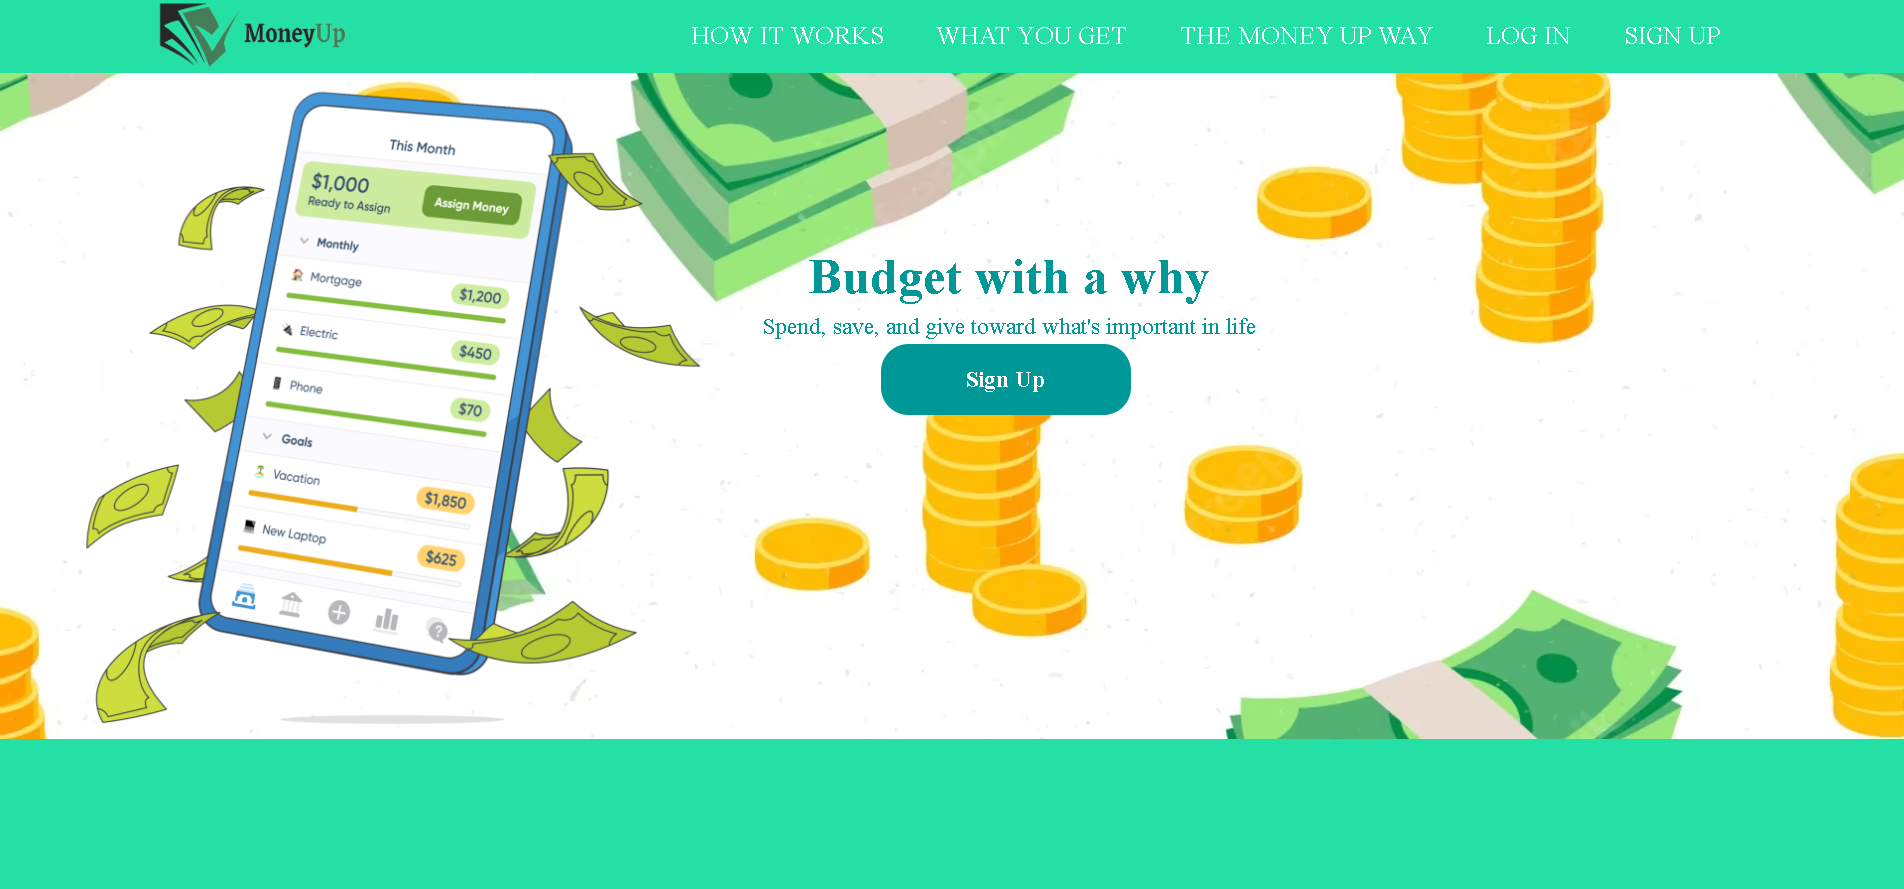 MoneyUp
HOW IT WORKS
WHAT YOU GET
THE MONEY UP WAY
LOG IN
SIGN UP
This Month
$1,000
Ready to Assign
Assign Money
Monthly
Mortgage
$1,200
Electric
$450
Phone
$70
Goals
Vacation
$1,850
New Laptop
$625
?
Budget with a why
Spend, save, and give toward what's important in life
Sign Up